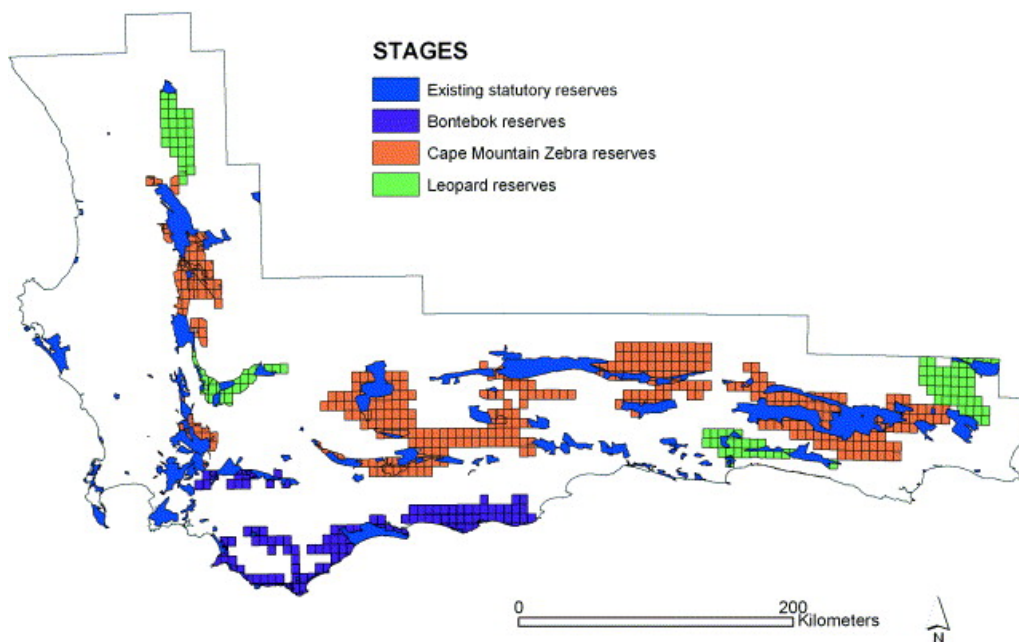 STAGES
Existing statutory reserves
Bontebok reserves
Cape Mountain Zebra reserves
Leopard reserves
0 200
Kilometers
N